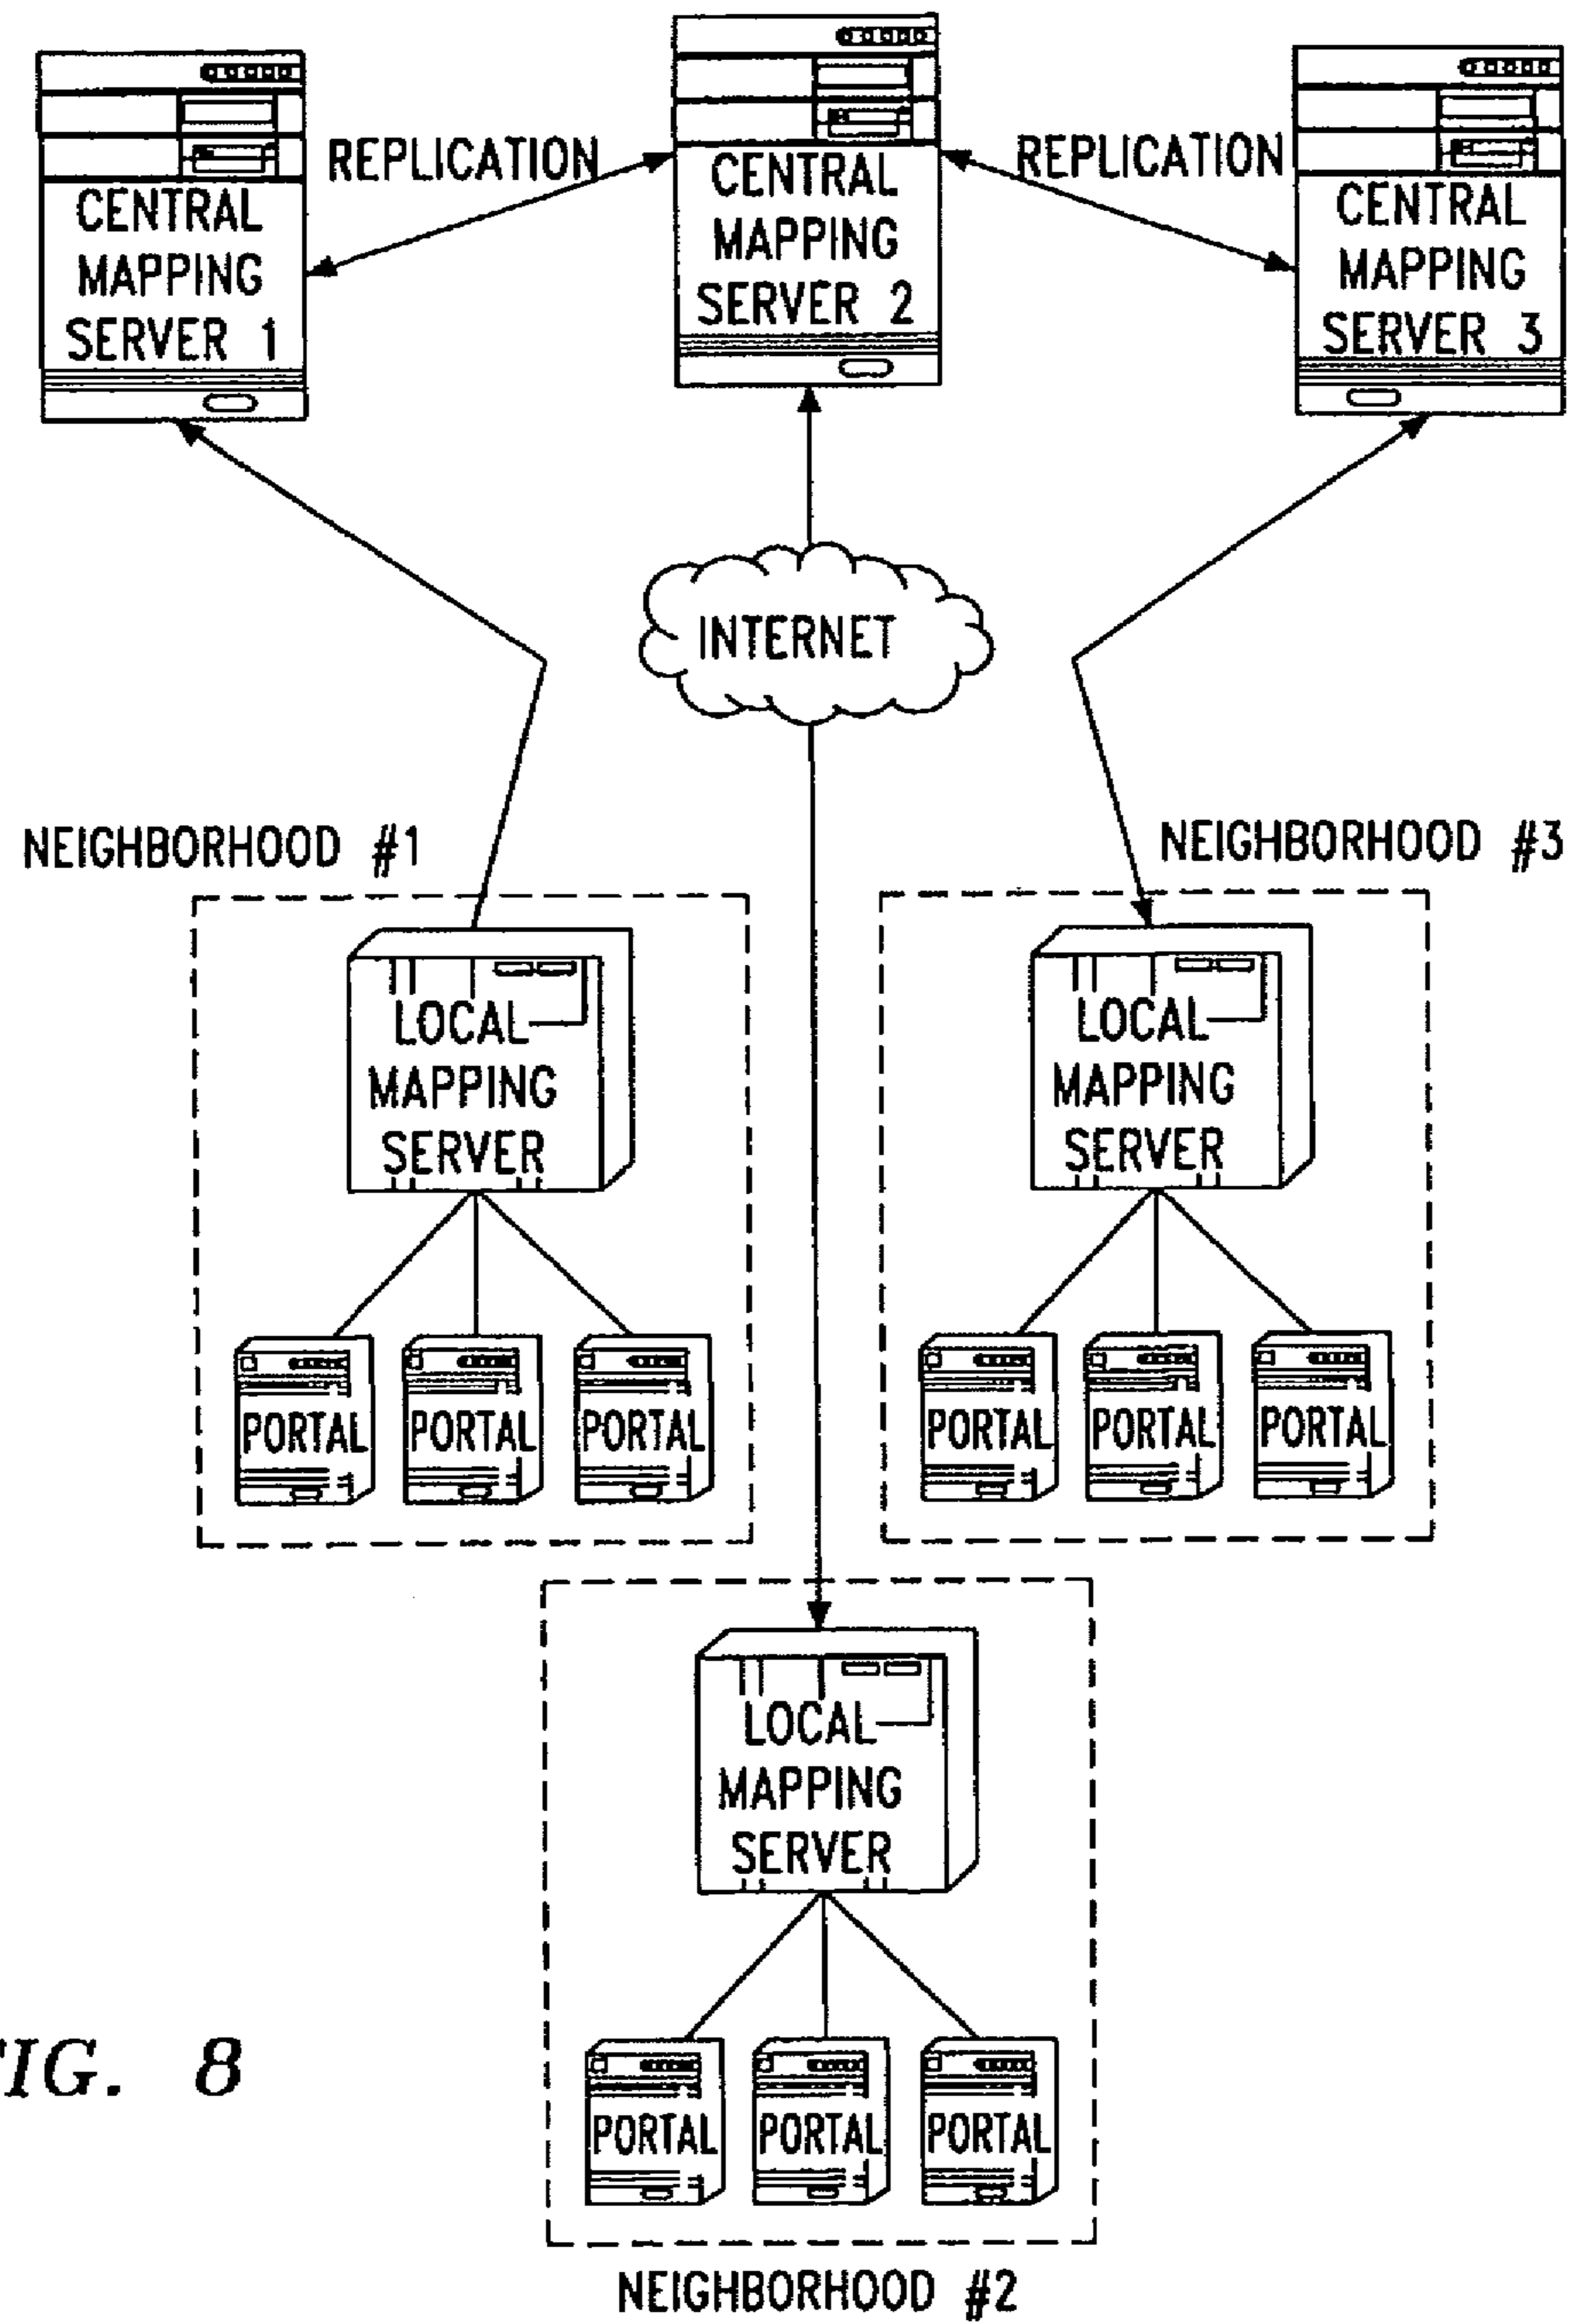 REPLICATION
REPLICATION
CENTRAL
MAPPING
SERVER 1
CENTRAL
MAPPING
SERVER 2
CENTRAL
MAPPING
SERVER 3
INTERNET
NEIGHBORHOOD #1
NEIGHBORHOOD #3
LOCAL
MAPPING
SERVER
LOCAL
MAPPING
SERVER
PORTAL
PORTAL
PORTAL
PORTAL
PORTAL
PORTAL
LOCAL
MAPPING
SERVER
PORTAL
PORTAL
PORTAL
NEIGHBORHOOD #2
IG. 8